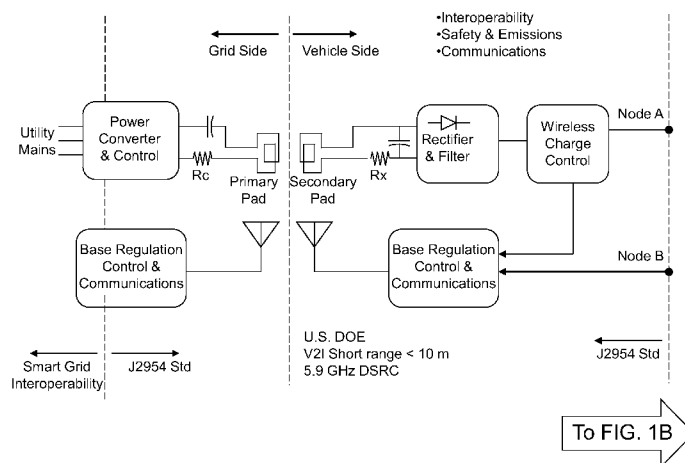 •Interoperability
•Safety & Emissions
•Communications
Grid Side
Vehicle Side
Utility
Mains
Power
Converter
& Control
Rc
Primary
Pad
Secondary
Pad
Rx
Rectifier
& Filter
Wireless
Charge
Control
Node A
Base Regulation
Control &
Communications
Base Regulation
Control &
Communications
Node B
Smart Grid
Interoperability
J2954 Std
U.S. DOE
V2I Short range < 10 m
5.9 GHz DSRC
J2954 Std
To FIG. 1B